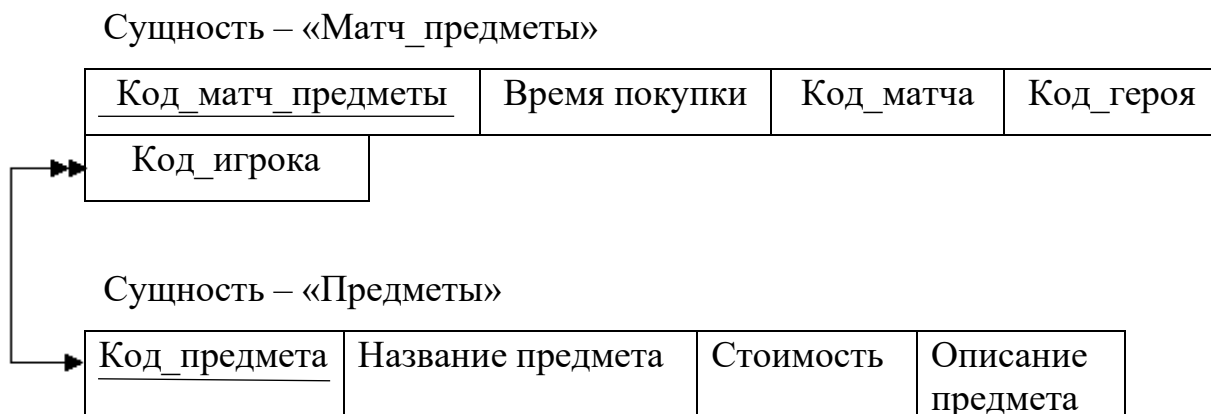 Сущность – «Матч_предметы»
Код_матч_предметы Время покупки Код_матча Код_героя
Код_игрока
Сущность – «Предметы»
Код_предмета Название предмета Стоимость Описание
предмета